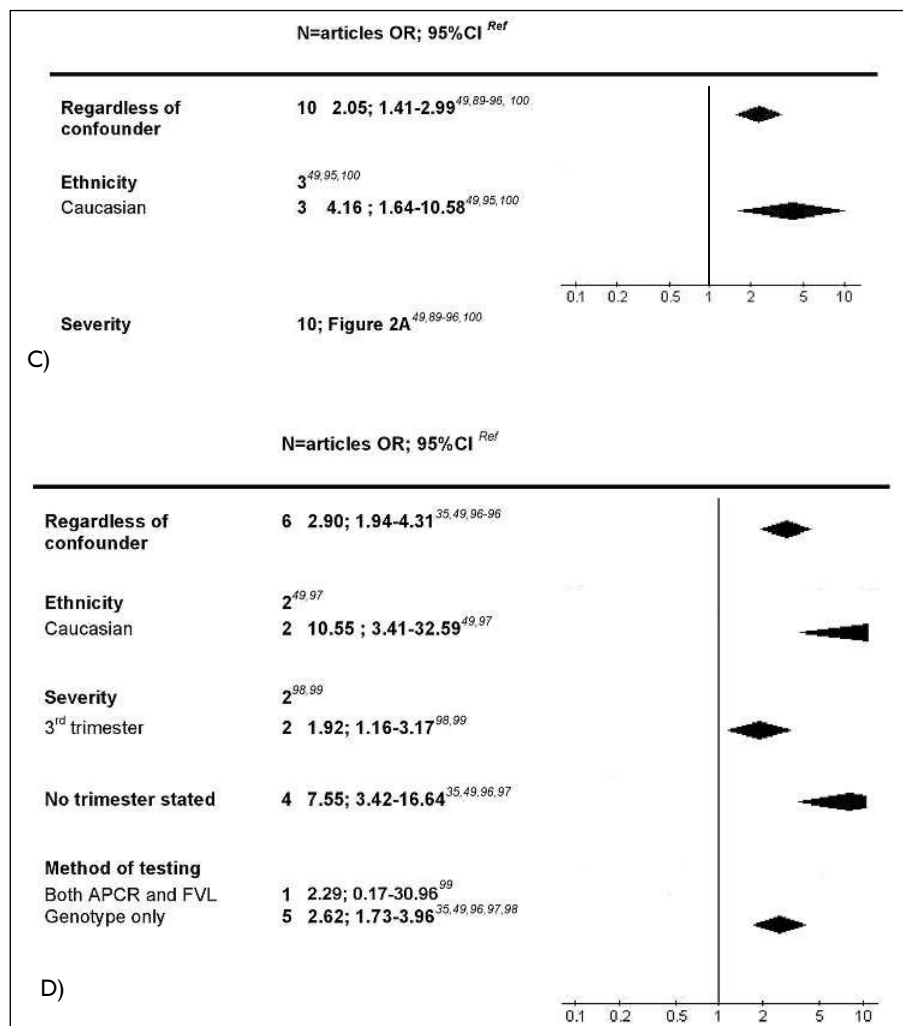 N=articles OR; 95%CI Ref
Regardless of 10 2.05; 1.41-2.99 49,89-96, 100
confounder
Ethnicity 3 49,95,100
Caucasian 3 4.16 ; 1.64-10.58 49,95,100
0.1 0.2 0.5 1 2 5 10
Severity 10; Figure 2A 49,89-96,100
C)
N=articles OR; 95%CI Ref
Regardless of 6 2.90; 1.94-4.31 35,49,96-96
confounder
Ethnicity 2 49,97
Caucasian 2 10.55 ; 3.41-32.59 49,97
Severity 2 98,99
3rd trimester 2 1.92; 1.16-3.17 98,99
No trimester stated 4 7.55; 3.42-16.64 35,49,96,97
Method of testing
Both APCR and FVL 1 2.29; 0.17-30.96 99
Genotype only 5 2.62; 1.73-3.96 35,49,96,97,98
D)
0.1 0.2 0.5 1 2 5 10